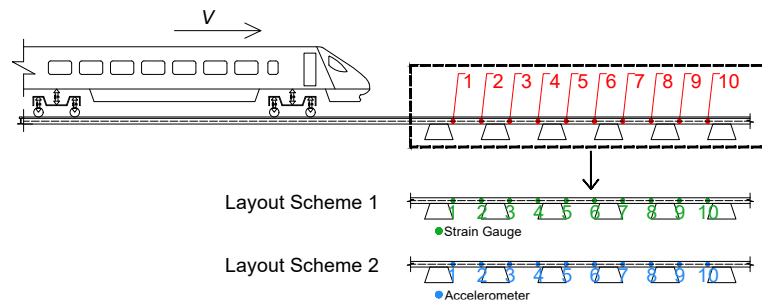 V
1 2 3 4 5 6 7 8 9 10
Layout Scheme 1
1 2 3 4 5 6 7 8 9 10
Strain Gauge
Layout Scheme 2
1 2 3 4 5 6 7 8 9 10
Accelerometer